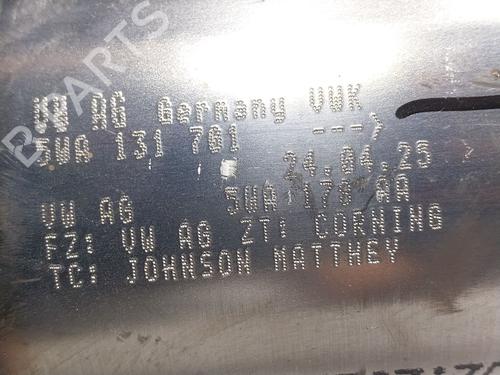 VW AG Germany VWK
5WA 131 701 --->
24.04.25
5WA 178 AA
VW AG
FZ: VW AG ZT: CORNING
TC: JOHNSON MATTHEY
B-PARTS